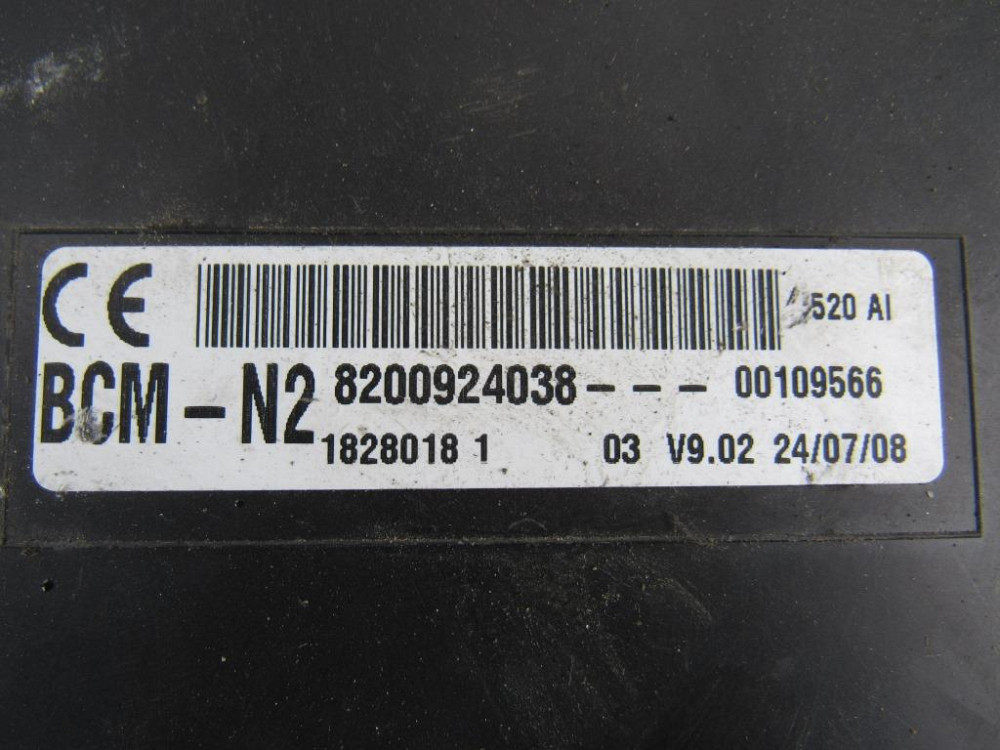 CE 520 AI
BCM-N2 8200924038--- 00109566
1828018 1 03 V9.02 24/07/08